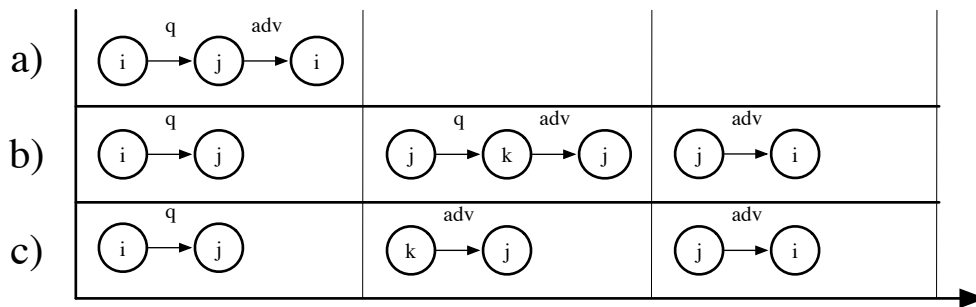 q adv
a) i j i
q q adv adv
b) i j j k j j i
q adv adv
c) i j k j j i